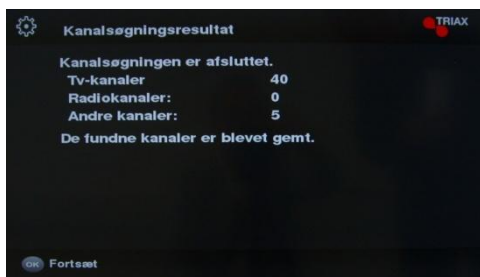 Kanalsøgningsresultat
TRIAX
Kanalsøgningen er afsluttet.
Tv-kanaler 40
Radiokanaler: 0
Andre kanaler: 5
De fundne kanaler er blevet gemt.
OK Fortsæt